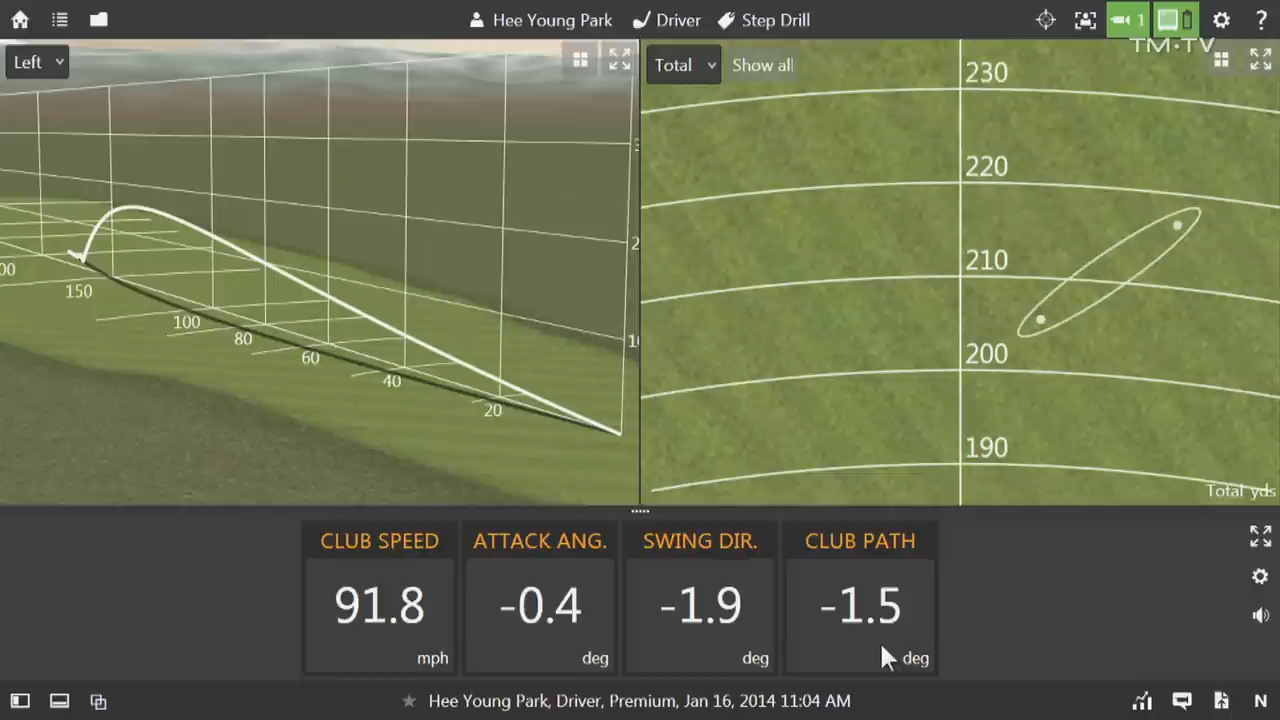 Hee Young Park Driver Step Drill
1
?
TM·TV
Left
Total
Show all
230
220
210
200
190
Total yds
150
100
80
60
40
20
CLUB SPEED
91.8
mph
ATTACK ANG.
-0.4
deg
SWING DIR.
-1.9
deg
CLUB PATH
-1.5
deg
Hee Young Park, Driver, Premium, Jan 16, 2014 11:04 AM
N